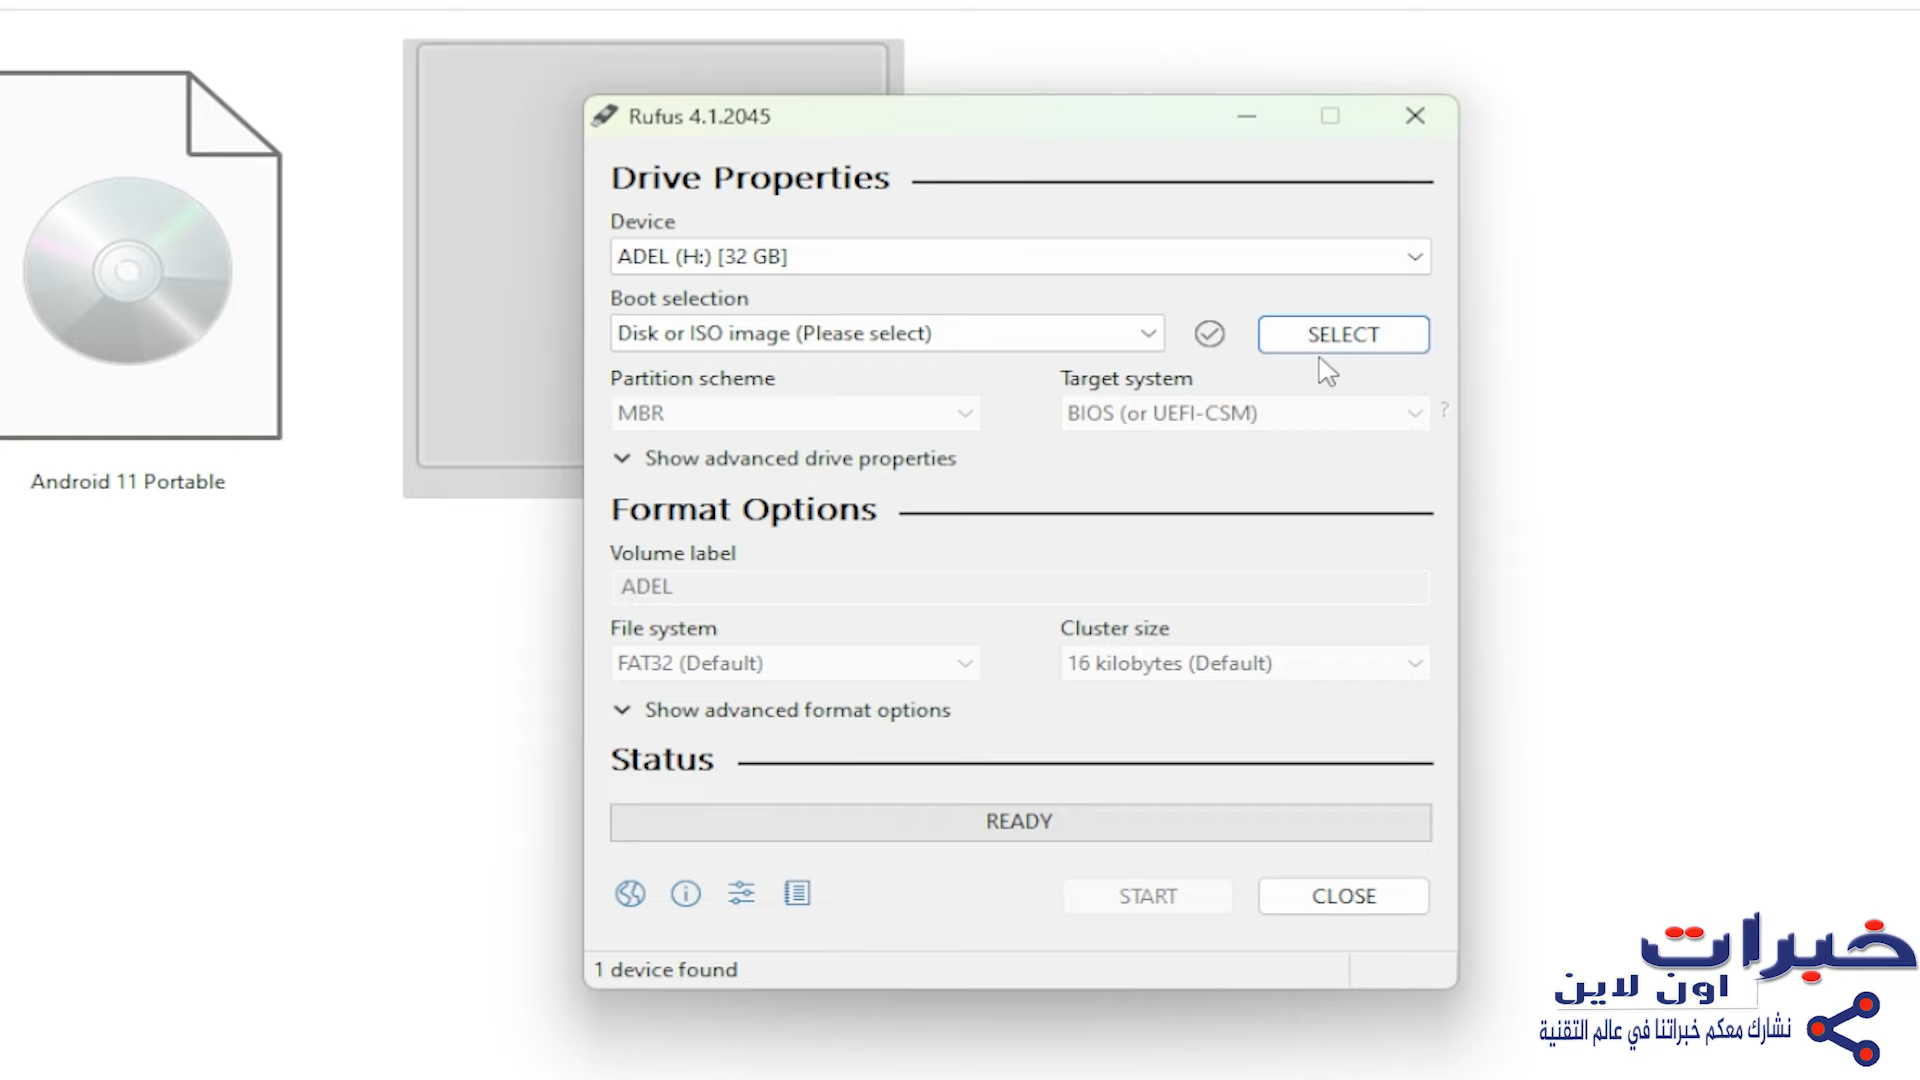 Rufus 4.1.2045
Drive Properties
Device
ADEL (H:) [32 GB]
Boot selection
Disk or ISO image (Please select)
SELECT
Partition scheme
Target system
MBR
BIOS (or UEFI-CSM)
?
Show advanced drive properties
Android 11 Portable
Format Options
Volume label
ADEL
File system
Cluster size
FAT32 (Default)
16 kilobytes (Default)
Show advanced format options
Status
READY
START
CLOSE
1 device found
خبرات
اون لاين
نشارك معكم خبراتنا في عالم التقنية